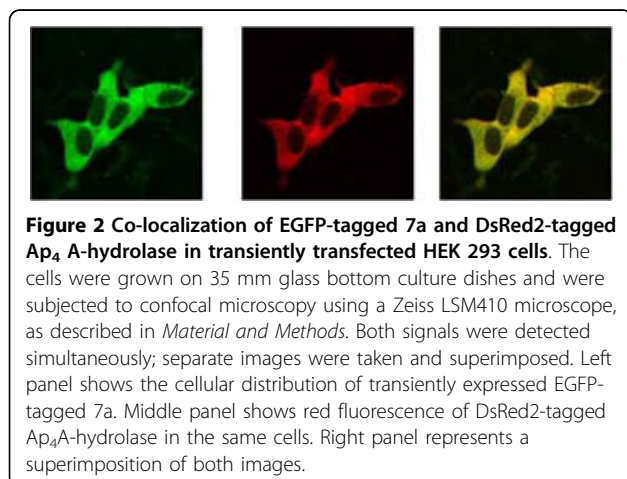 Figure 2 Co-localization of EGFP-tagged 7a and DsRed2-tagged
Ap₄ A-hydrolase in transiently transfected HEK 293 cells. The
cells were grown on 35 mm glass bottom culture dishes and were
subjected to confocal microscopy using a Zeiss LSM410 microscope,
as described in Material and Methods. Both signals were detected
simultaneously; separate images were taken and superimposed. Left
panel shows the cellular distribution of transiently expressed EGFP-
tagged 7a. Middle panel shows red fluorescence of DsRed2-tagged
Ap₄A-hydrolase in the same cells. Right panel represents a
superimposition of both images.